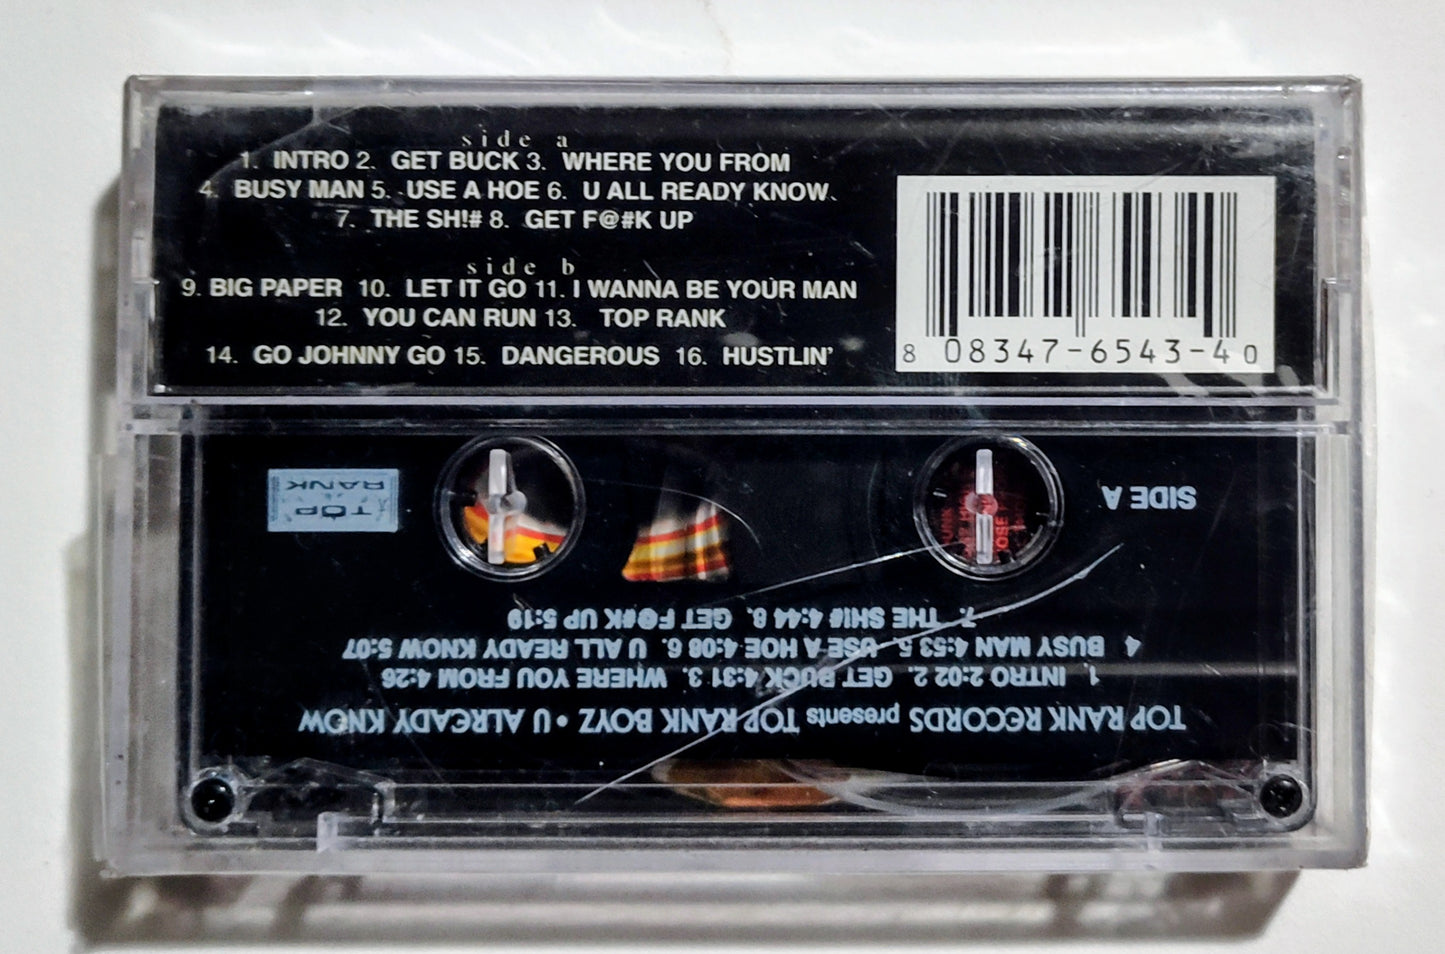 side a
1. INTRO 2. GET BUCK 3. WHERE YOU FROM
4. BUSY MAN 5. USE A HOE 6. U ALL READY KNOW
7. THE SH!# 8. GET F@#K UP
side b
9. BIG PAPER 10. LET IT GO 11. I WANNA BE YOUR MAN
12. YOU CAN RUN 13. TOP RANK
14. GO JOHNNY GO 15. DANGEROUS 16. HUSTLIN'
8 08347-6543-4 0
TOP RANK RECORDS presents TOP RANK BOYZ • U ALREADY KNOW
1. INTRO 2:02 2. GET BUCK 4:31 3. WHERE YOU FROM 4:26
4 BUSY MAN 4:53 5. USE A HOE 4:08 6. U ALL READY KNOW 5:07
7. THE SH!# 4:44 8. GET F@#K UP 5:19
SIDE A
TOP
RANK